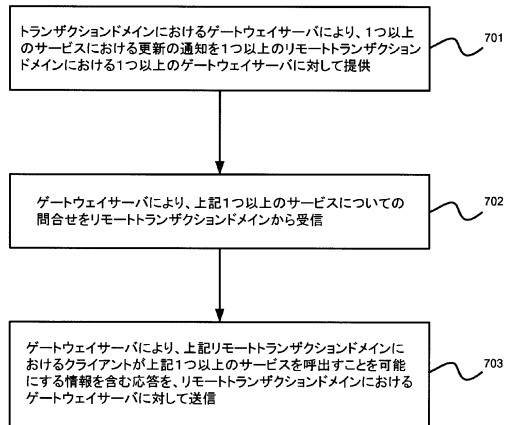 トランザクションドメインにおけるゲートウェイサーバにより、1つ以上
のサービスにおける更新の通知を1つ以上のリモートトランザクション
ドメインにおける1つ以上のゲートウェイサーバに対して提供
701
ゲートウェイサーバにより、上記1つ以上のサービスについての
問合せをリモートトランザクションドメインから受信
702
ゲートウェイサーバにより、上記リモートトランザクションドメインに
おけるクライアントが上記1つ以上のサービスを呼出すことを可能
にする情報を含む応答を、リモートトランザクションドメインにおける
ゲートウェイサーバに対して送信
703